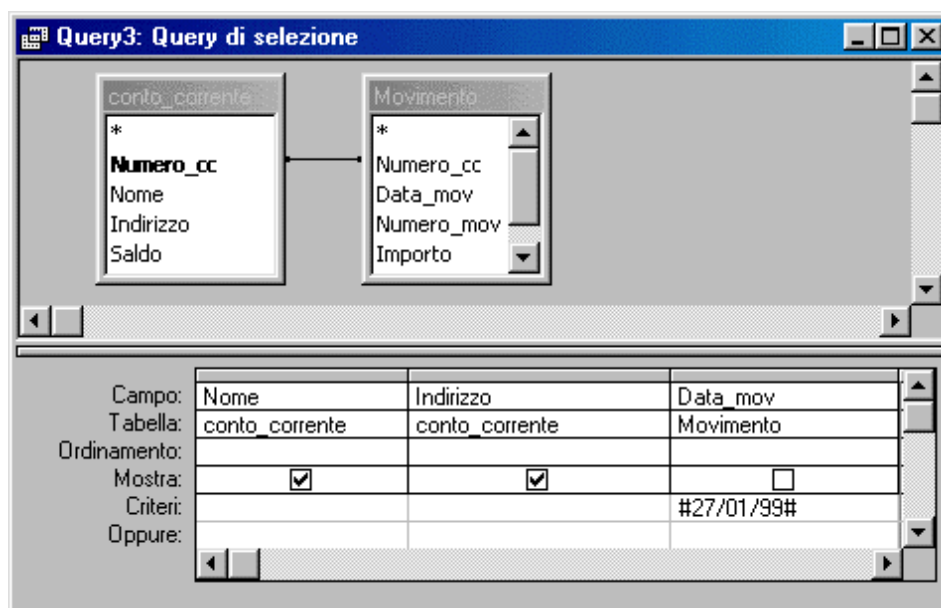 Query3: Query di selezione
conto_corrente
*
Numero_cc
Nome
Indirizzo
Saldo
Movimento
*
Numero_cc
Data_mov
Numero_mov
Importo
Campo: Nome Indirizzo Data_mov
Tabella: conto_corrente conto_corrente Movimento
Ordinamento:
Mostra:
Criteri: #27/01/99#
Oppure: